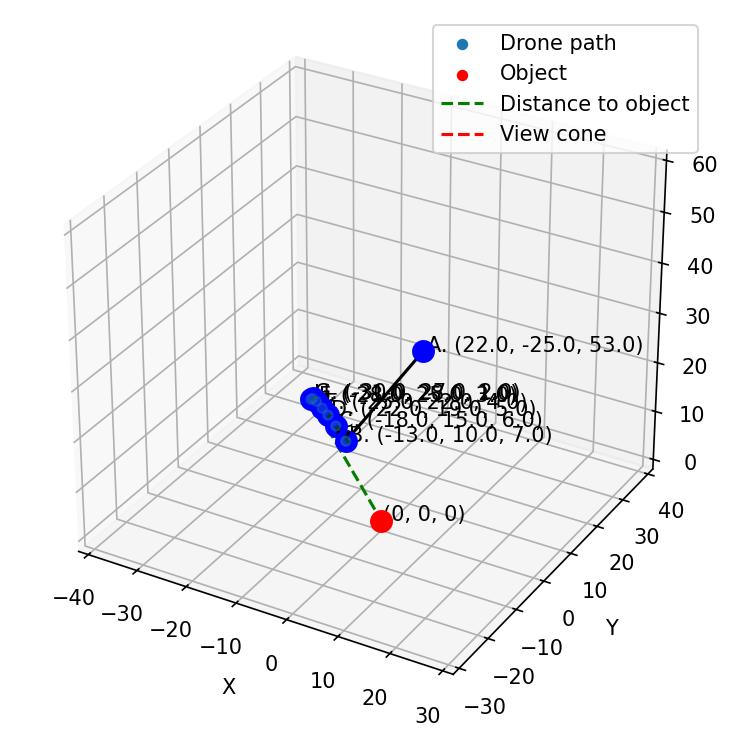 Drone path
Object
Distance to object
View cone
60
50
40
30
20
10
0
A. (22.0, -25.0, 53.0)
B. (-13.0, 10.0, 7.0)
(-18.0, 15.0, 6.0)
(0, 0, 0)
−40
−30
−20
−10
0
10
20
30
X
40
30
20
10
0
−10
−20
−30
Y